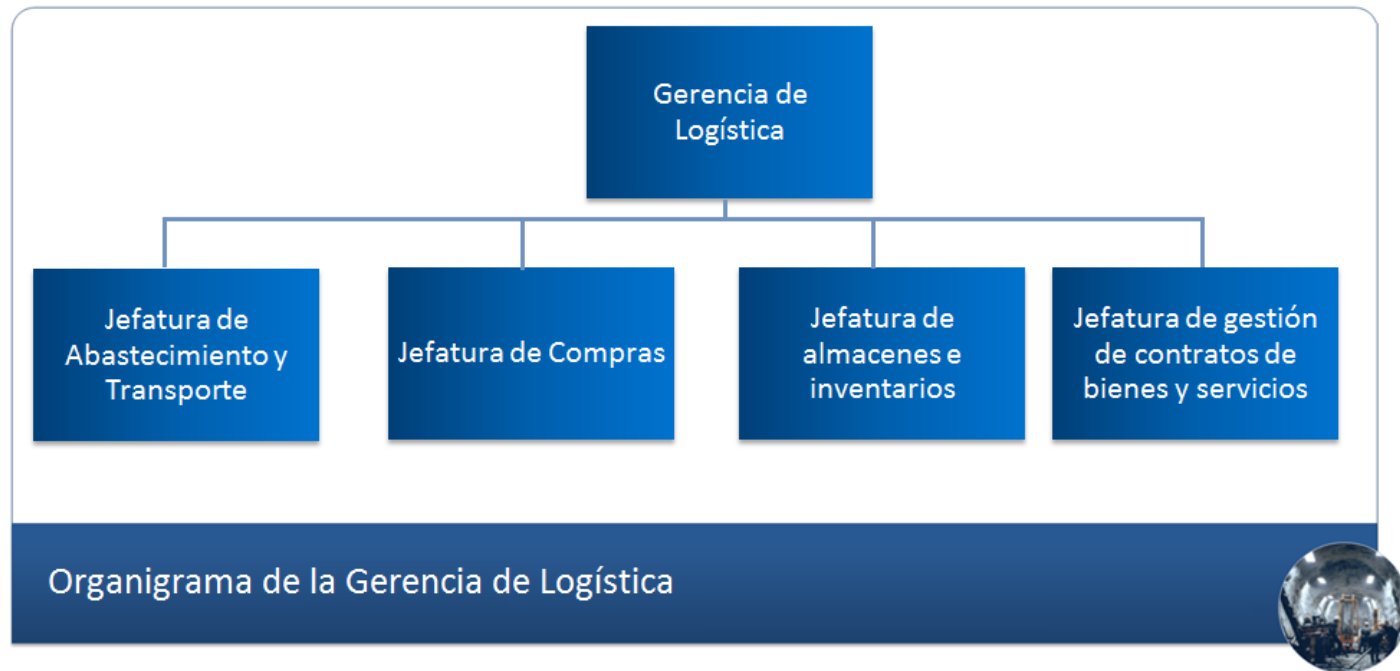 Gerencia de
Logística
Jefatura de
Abastecimiento y
Transporte
Jefatura de Compras
Jefatura de
almacenes e
inventarios
Jefatura de gestión
de contratos de
bienes y servicios
Organigrama de la Gerencia de Logística